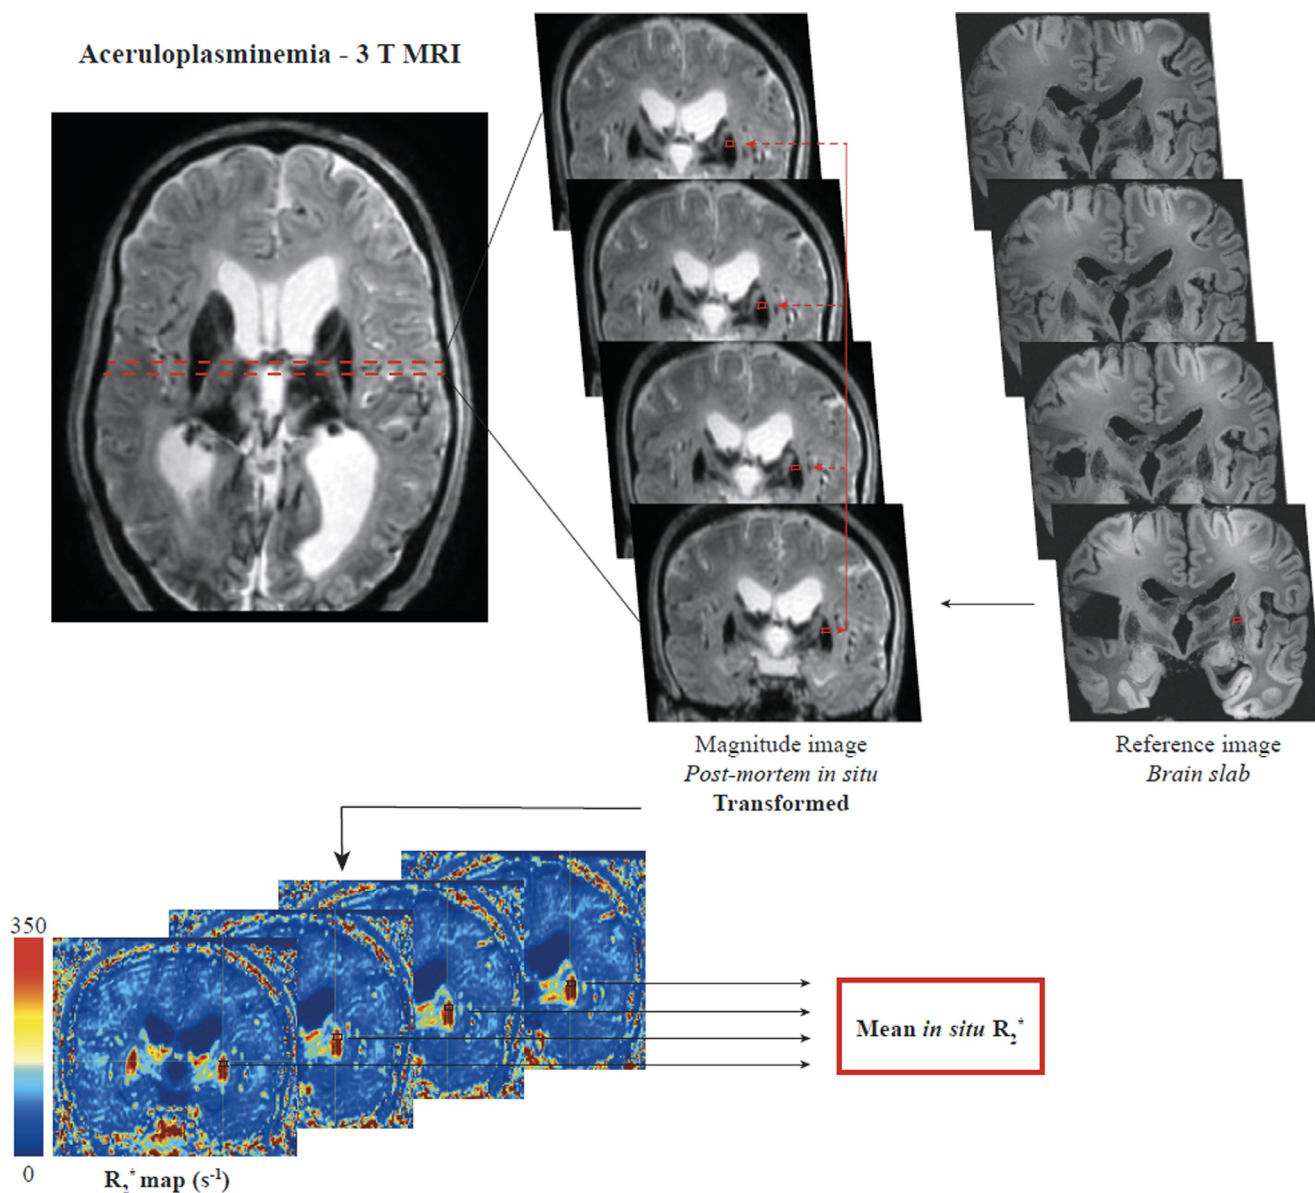 Aceruloplasminemia - 3 T MRI
Magnitude image
Post-mortem in situ
Transformed
Reference image
Brain slab
350
0
R₂* map (s⁻¹)
Mean in situ R₂*